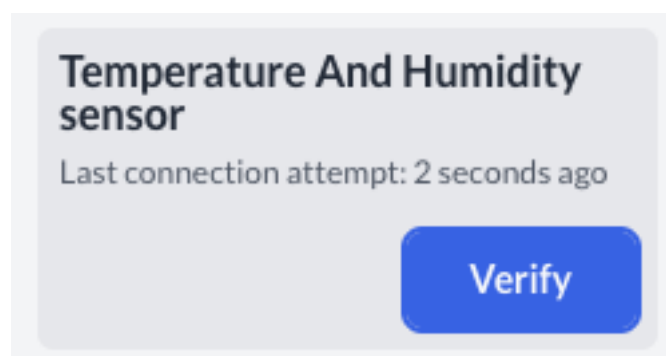 Temperature And Humidity
sensor
Last connection attempt: 2 seconds ago
Verify